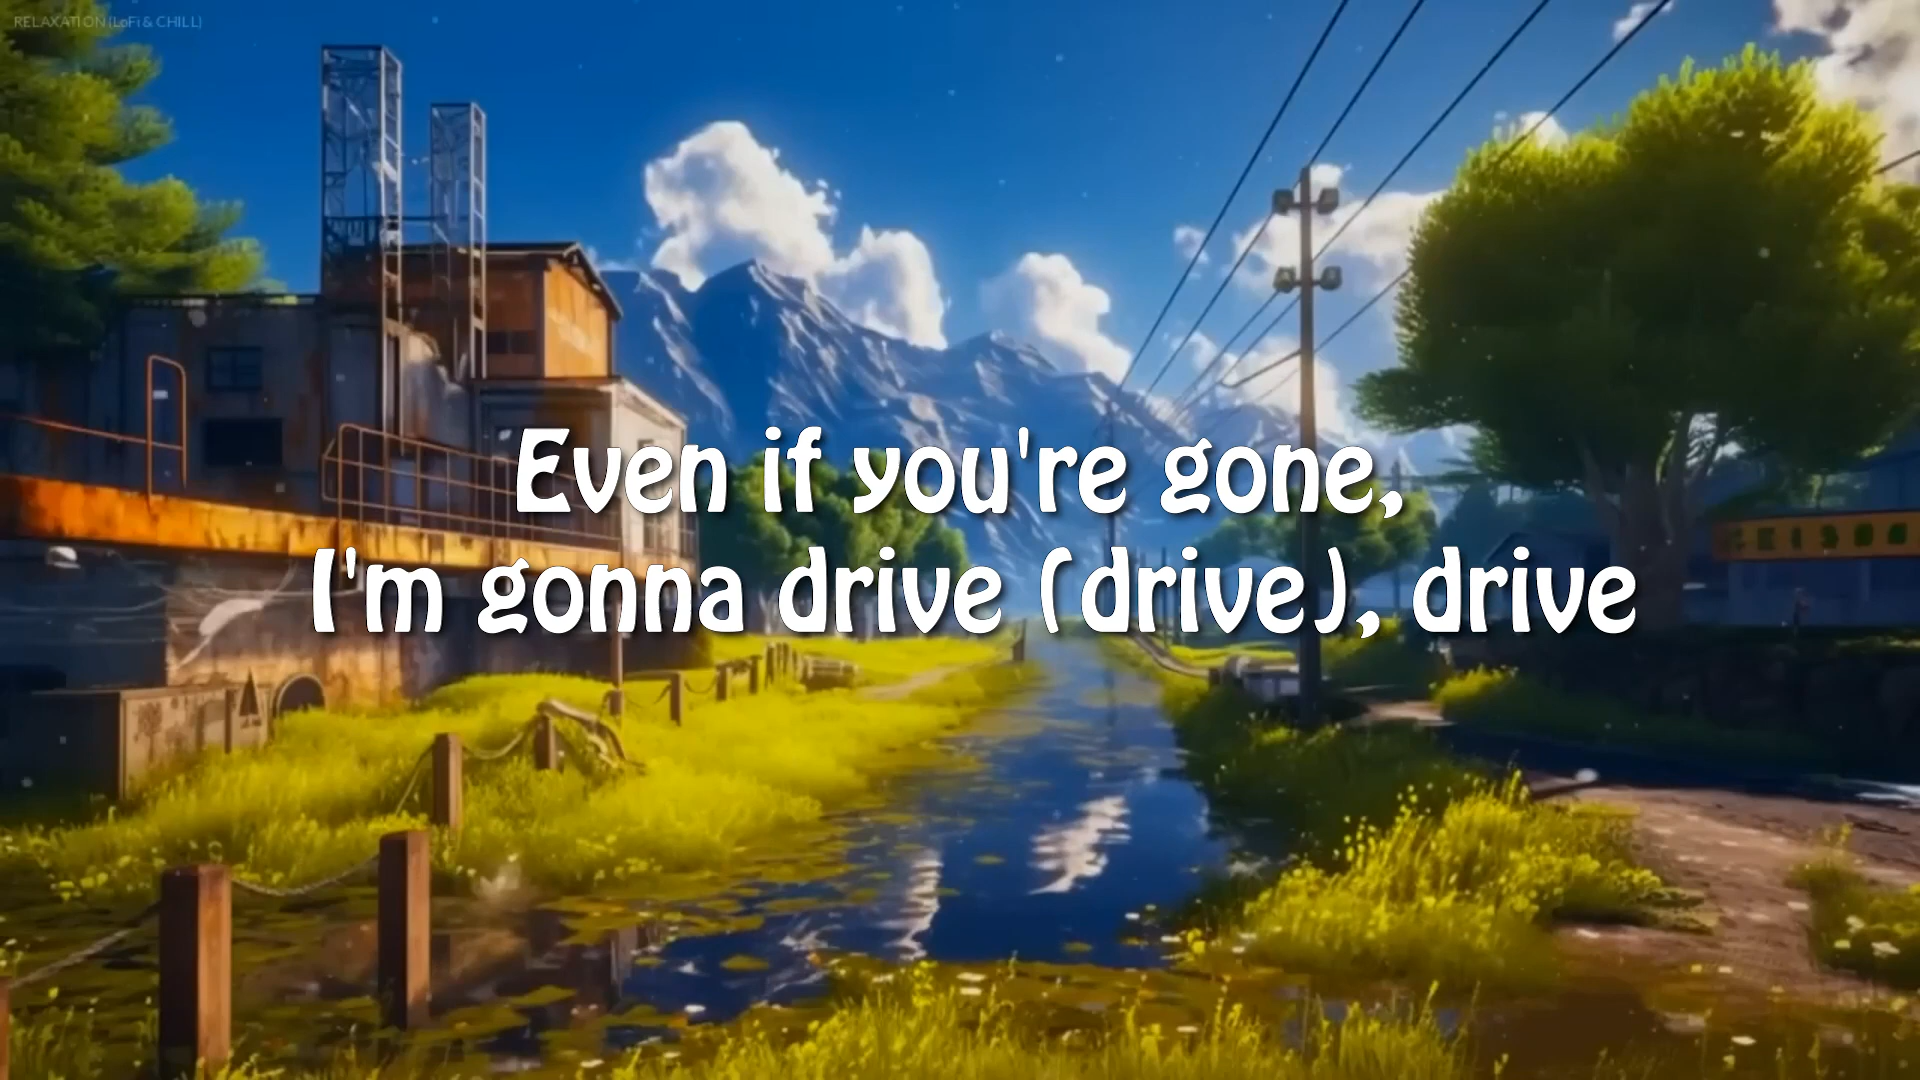 RELAXATION (LoFi & CHILL)
Even if you're gone,
I'm gonna drive (drive), drive